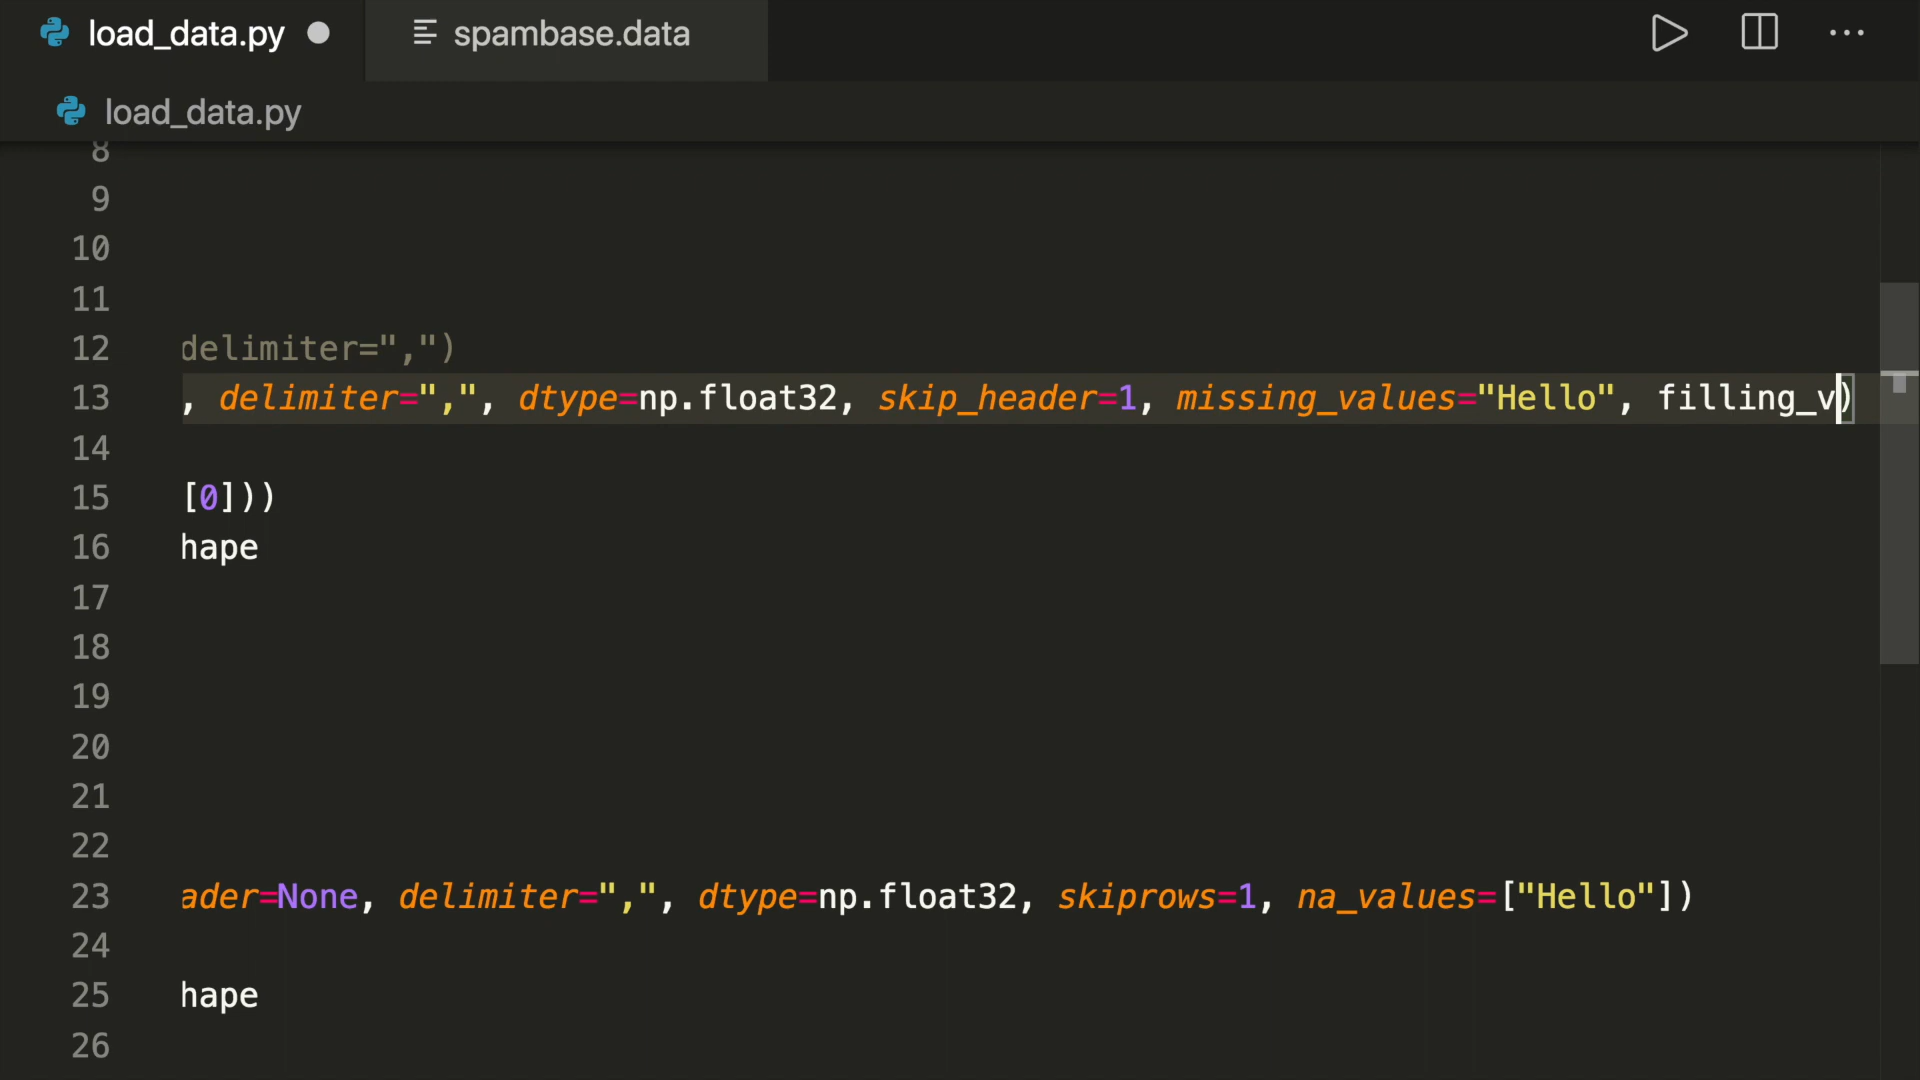 load_data.py
spambase.data
load_data.py
8
9
10
11
12 delimiter=",")
13 , delimiter=",", dtype=np.float32, skip_header=1, missing_values="Hello", filling_v)
14
15 [0]))
16 hape
17
18
19
20
21
22
23 ader=None, delimiter=",", dtype=np.float32, skiprows=1, na_values=["Hello"])
24
25 hape
26